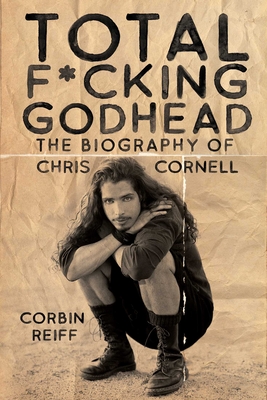 TOTAL
F*CKING
GODHEAD
THE BIOGRAPHY OF
CHRIS CORNELL
CORBIN
REIFF